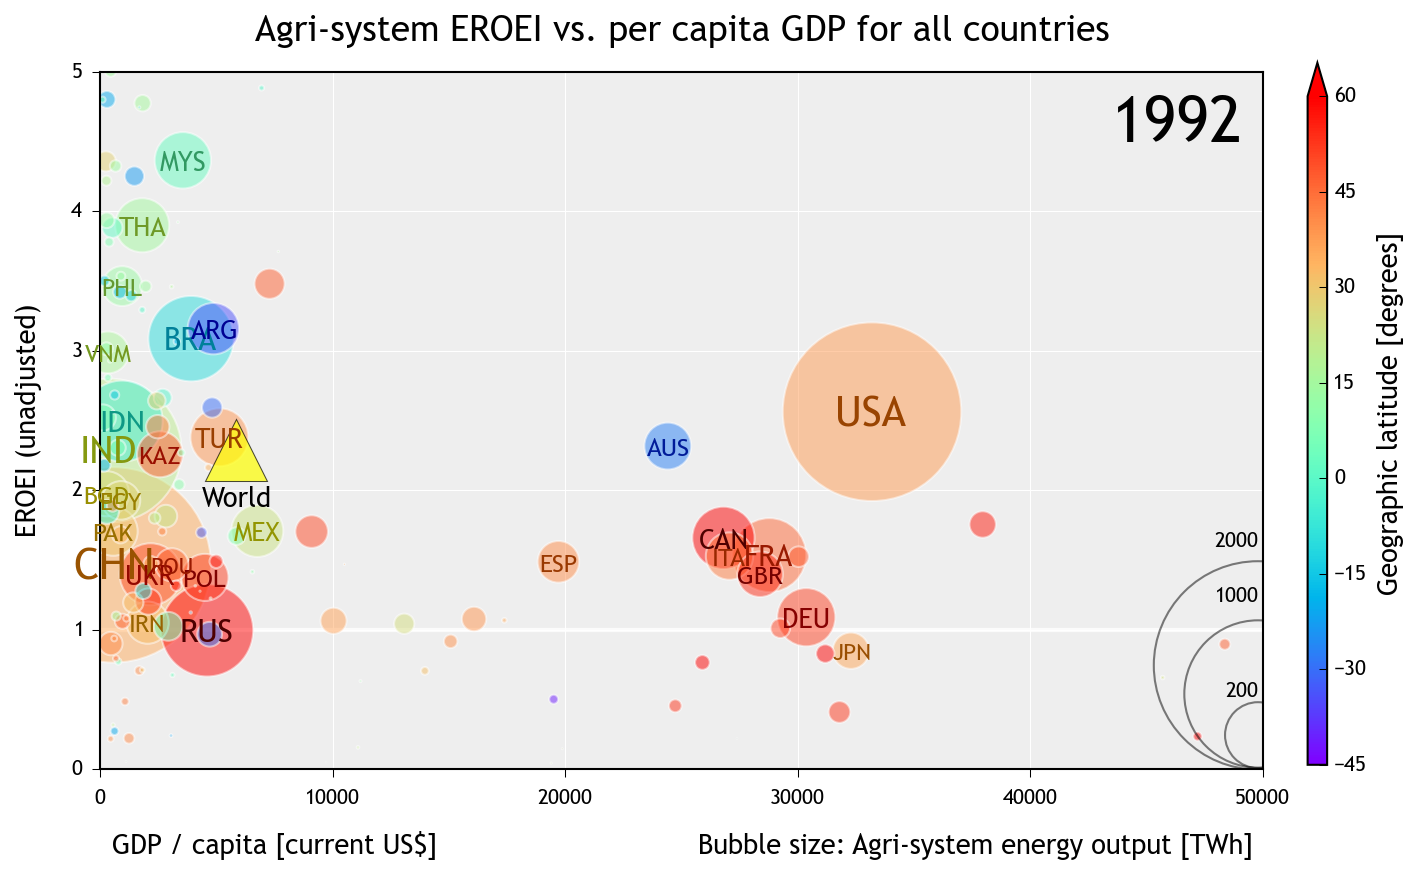 Agri-system EROEI vs. per capita GDP for all countries
1992
EROEI (unadjusted)
5
4
3
2
1
0
0
10000
20000
30000
40000
50000
GDP / capita [current US$]
Bubble size: Agri-system energy output [TWh]
MYS
THA
PHL
ARG
BRA
VNM
IDN
IND
TUR
KAZ
USA
AUS
BGD
EGY
World
PAK
MEX
CHN
ROU
UKR
POL
ESP
CAN
ITA
FRA
GBR
IRN
RUS
DEU
JPN
2000
1000
200
60
45
30
15
0
−15
−30
−45
Geographic latitude [degrees]